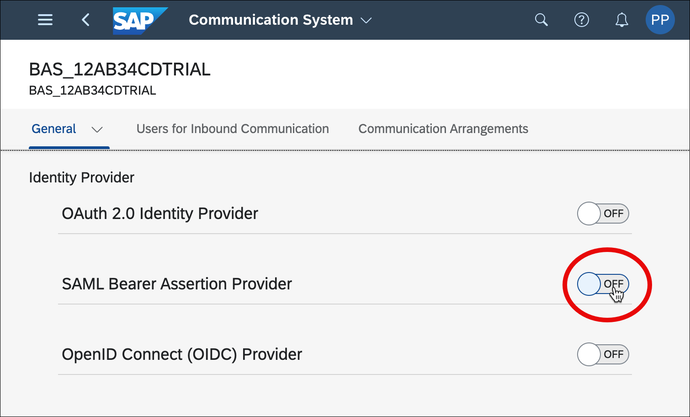 SAP Communication System PP
BAS_12AB34CDTRIAL
BAS_12AB34CDTRIAL
General Users for Inbound Communication Communication Arrangements
Identity Provider
OAuth 2.0 Identity Provider OFF
SAML Bearer Assertion Provider OFF
OpenID Connect (OIDC) Provider OFF